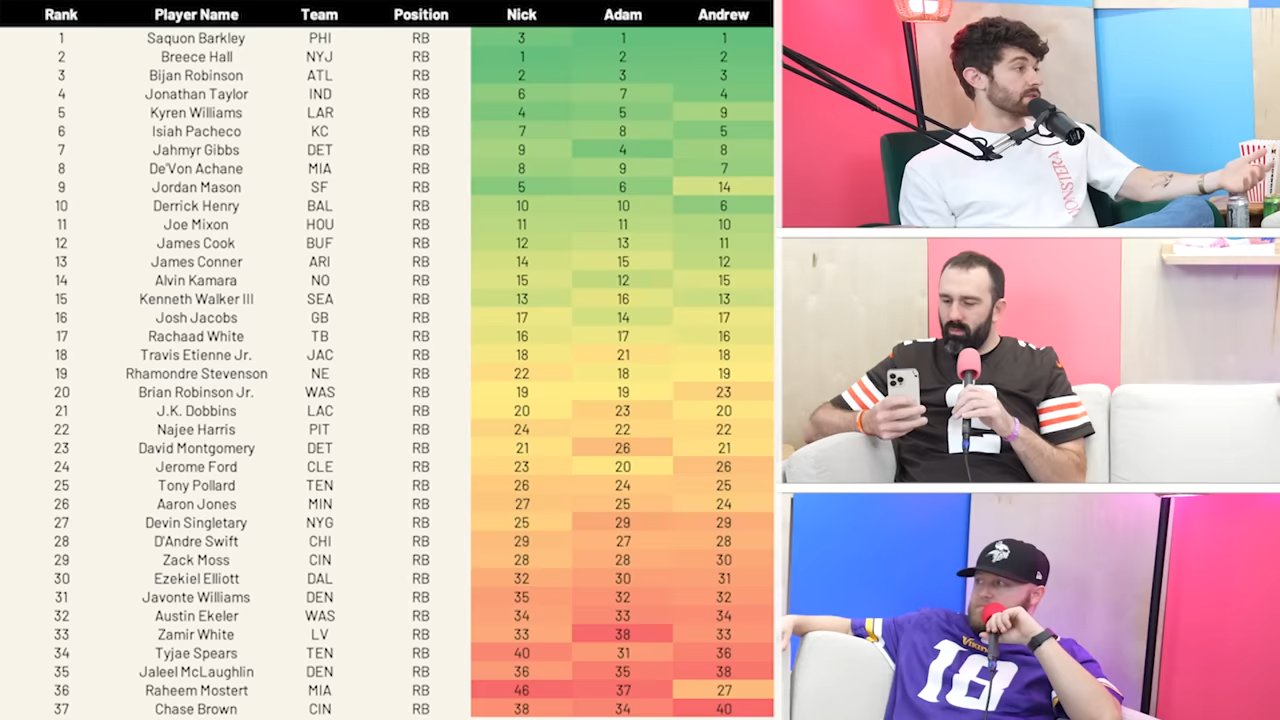 Rank Player Name Team Position Nick Adam Andrew
1 Saquon Barkley PHI RB 3 1 1
2 Breece Hall NYJ RB 1 2 2
3 Bijan Robinson ATL RB 2 3 3
4 Jonathan Taylor IND RB 6 7 4
5 Kyren Williams LAR RB 4 5 9
6 Isiah Pacheco KC RB 7 8 5
7 Jahmyr Gibbs DET RB 9 4 8
8 De'Von Achane MIA RB 8 9 7
9 Jordan Mason SF RB 5 6 14
10 Derrick Henry BAL RB 10 10 6
11 Joe Mixon HOU RB 11 11 10
12 James Cook BUF RB 12 13 11
13 James Conner ARI RB 14 15 12
14 Alvin Kamara NO RB 15 12 15
15 Kenneth Walker III SEA RB 13 16 13
16 Josh Jacobs GB RB 17 14 17
17 Rachaad White TB RB 16 17 16
18 Travis Etienne Jr. JAC RB 18 21 18
19 Rhamondre Stevenson NE RB 22 18 19
20 Brian Robinson Jr. WAS RB 19 19 23
21 J.K. Dobbins LAC RB 20 23 20
22 Najee Harris PIT RB 24 22 22
23 David Montgomery DET RB 21 26 21
24 Jerome Ford CLE RB 23 20 26
25 Tony Pollard TEN RB 26 24 25
26 Aaron Jones MIN RB 27 25 24
27 Devin Singletary NYG RB 25 29 29
28 D'Andre Swift CHI RB 29 27 28
29 Zack Moss CIN RB 28 28 30
30 Ezekiel Elliott DAL RB 32 30 31
31 Javonte Williams DEN RB 35 32 32
32 Austin Ekeler WAS RB 34 33 34
33 Zamir White LV RB 33 38 33
34 Tyjae Spears TEN RB 40 31 36
35 Jaleel McLaughlin DEN RB 36 35 38
36 Raheem Mostert MIA RB 46 37 27
37 Chase Brown CIN RB 38 34 40
2
VIKINGS
18